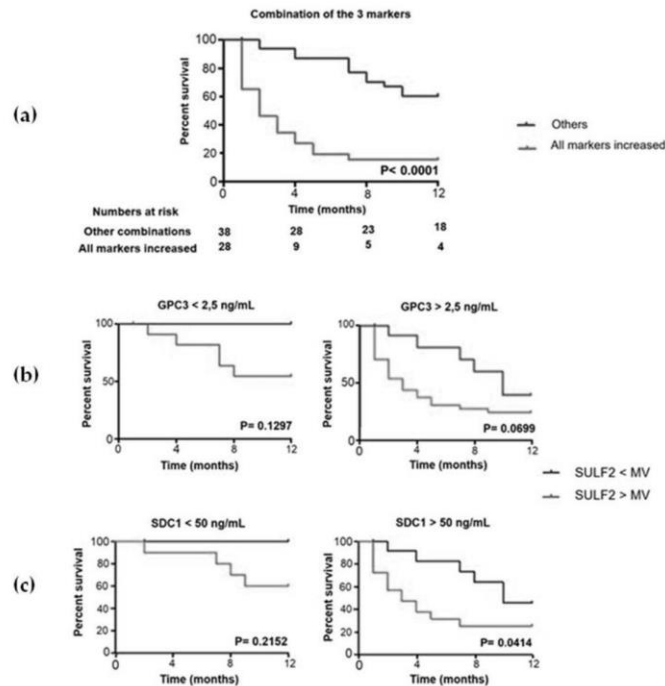 Combination of the 3 markers
(a)
Percent survival
100
80
60
40
20
0
P< 0.0001
0 4 8 12
Time (months)
Others
All markers increased
Numbers at risk
Other combinations 38 28 23 18
All markers increased 28 9 5 4
(b)
GPC3 < 2,5 ng/mL
Percent survival
100
50
0
P= 0.1297
0 4 8 12
Time (months)
GPC3 > 2,5 ng/mL
Percent survival
100
50
0
P= 0.0699
0 4 8 12
Time (months)
SULF2 < MV
SULF2 > MV
(c)
SDC1 < 50 ng/mL
Percent survival
100
80
60
40
20
0
P= 0.2152
0 4 8 12
Time (months)
SDC1 > 50 ng/mL
Percent survival
100
80
60
40
20
0
P= 0.0414
0 4 8 12
Time (months)